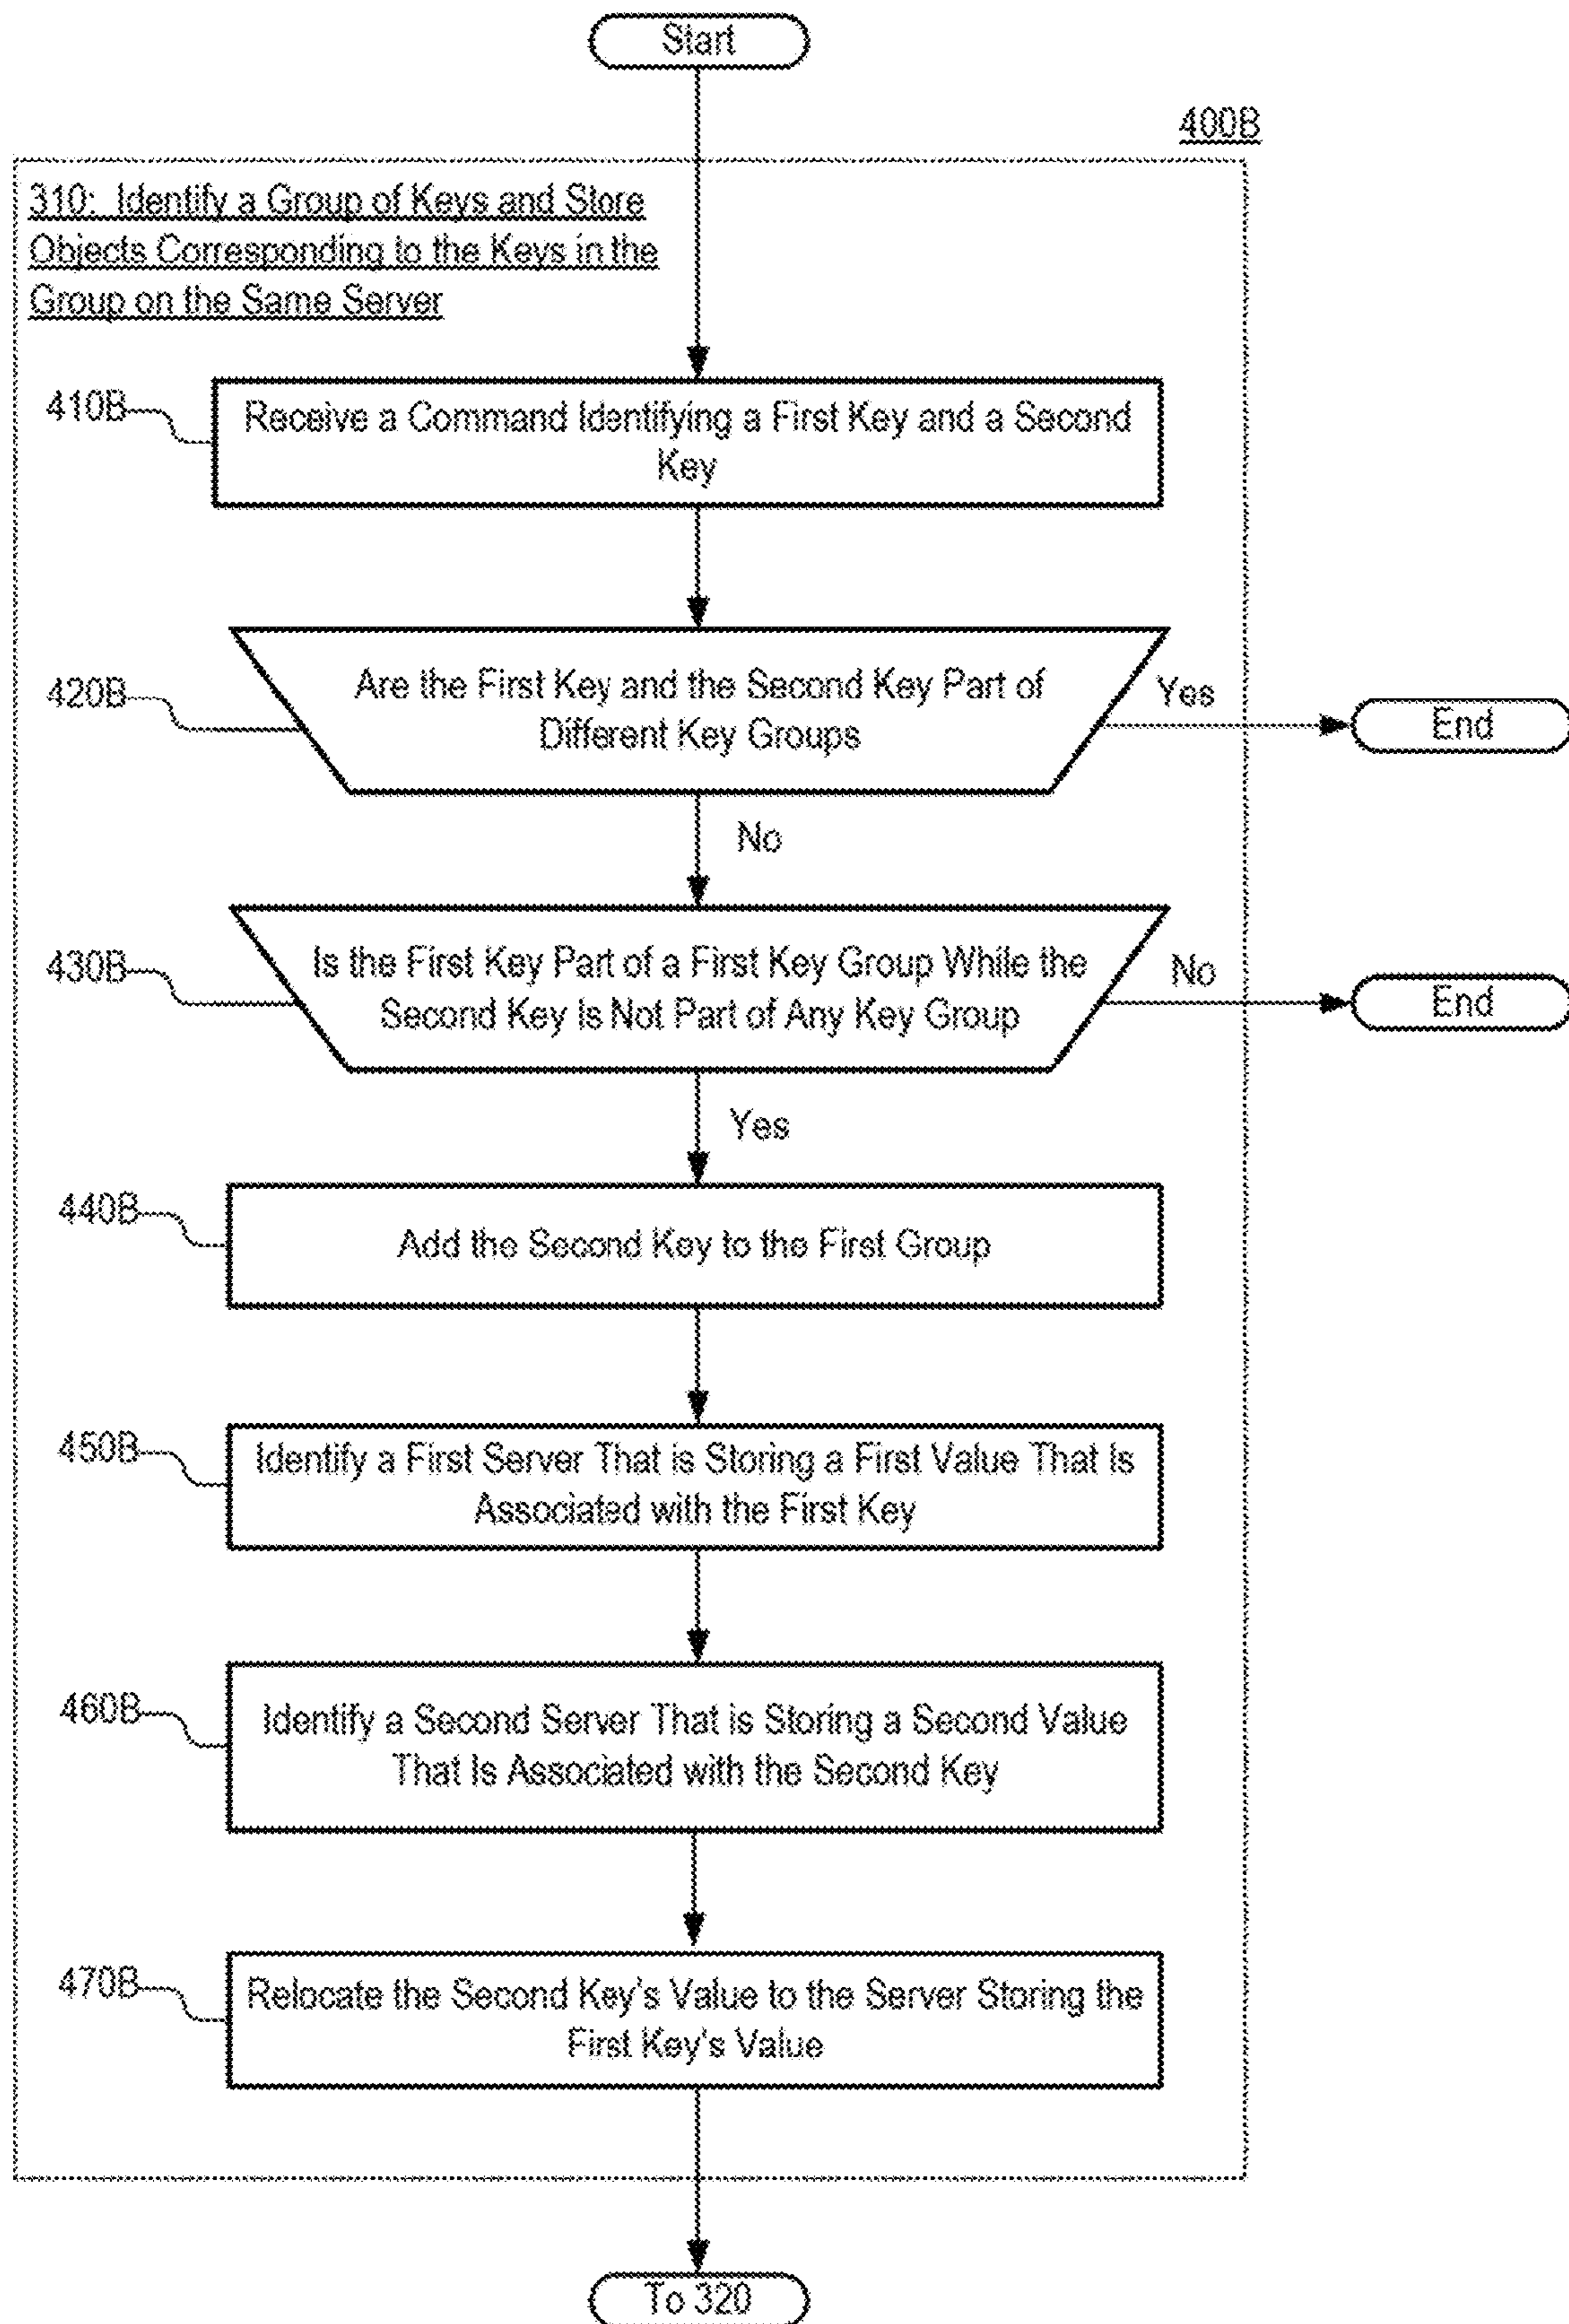 Start
400B
310: Identify a Group of Keys and Store
Objects Corresponding to the Keys in the
Group on the Same Server
410B
Receive a Command Identifying a First Key and a Second
Key
420B
Are the First Key and the Second Key Part of
Different Key Groups
Yes
End
No
430B
Is the First Key Part of a First Key Group While the
Second Key Is Not Part of Any Key Group
No
End
Yes
440B
Add the Second Key to the First Group
450B
Identify a First Server That is Storing a First Value That Is
Associated with the First Key
460B
Identify a Second Server That is Storing a Second Value
That Is Associated with the Second Key
470B
Relocate the Second Key's Value to the Server Storing the
First Key's Value
To 320